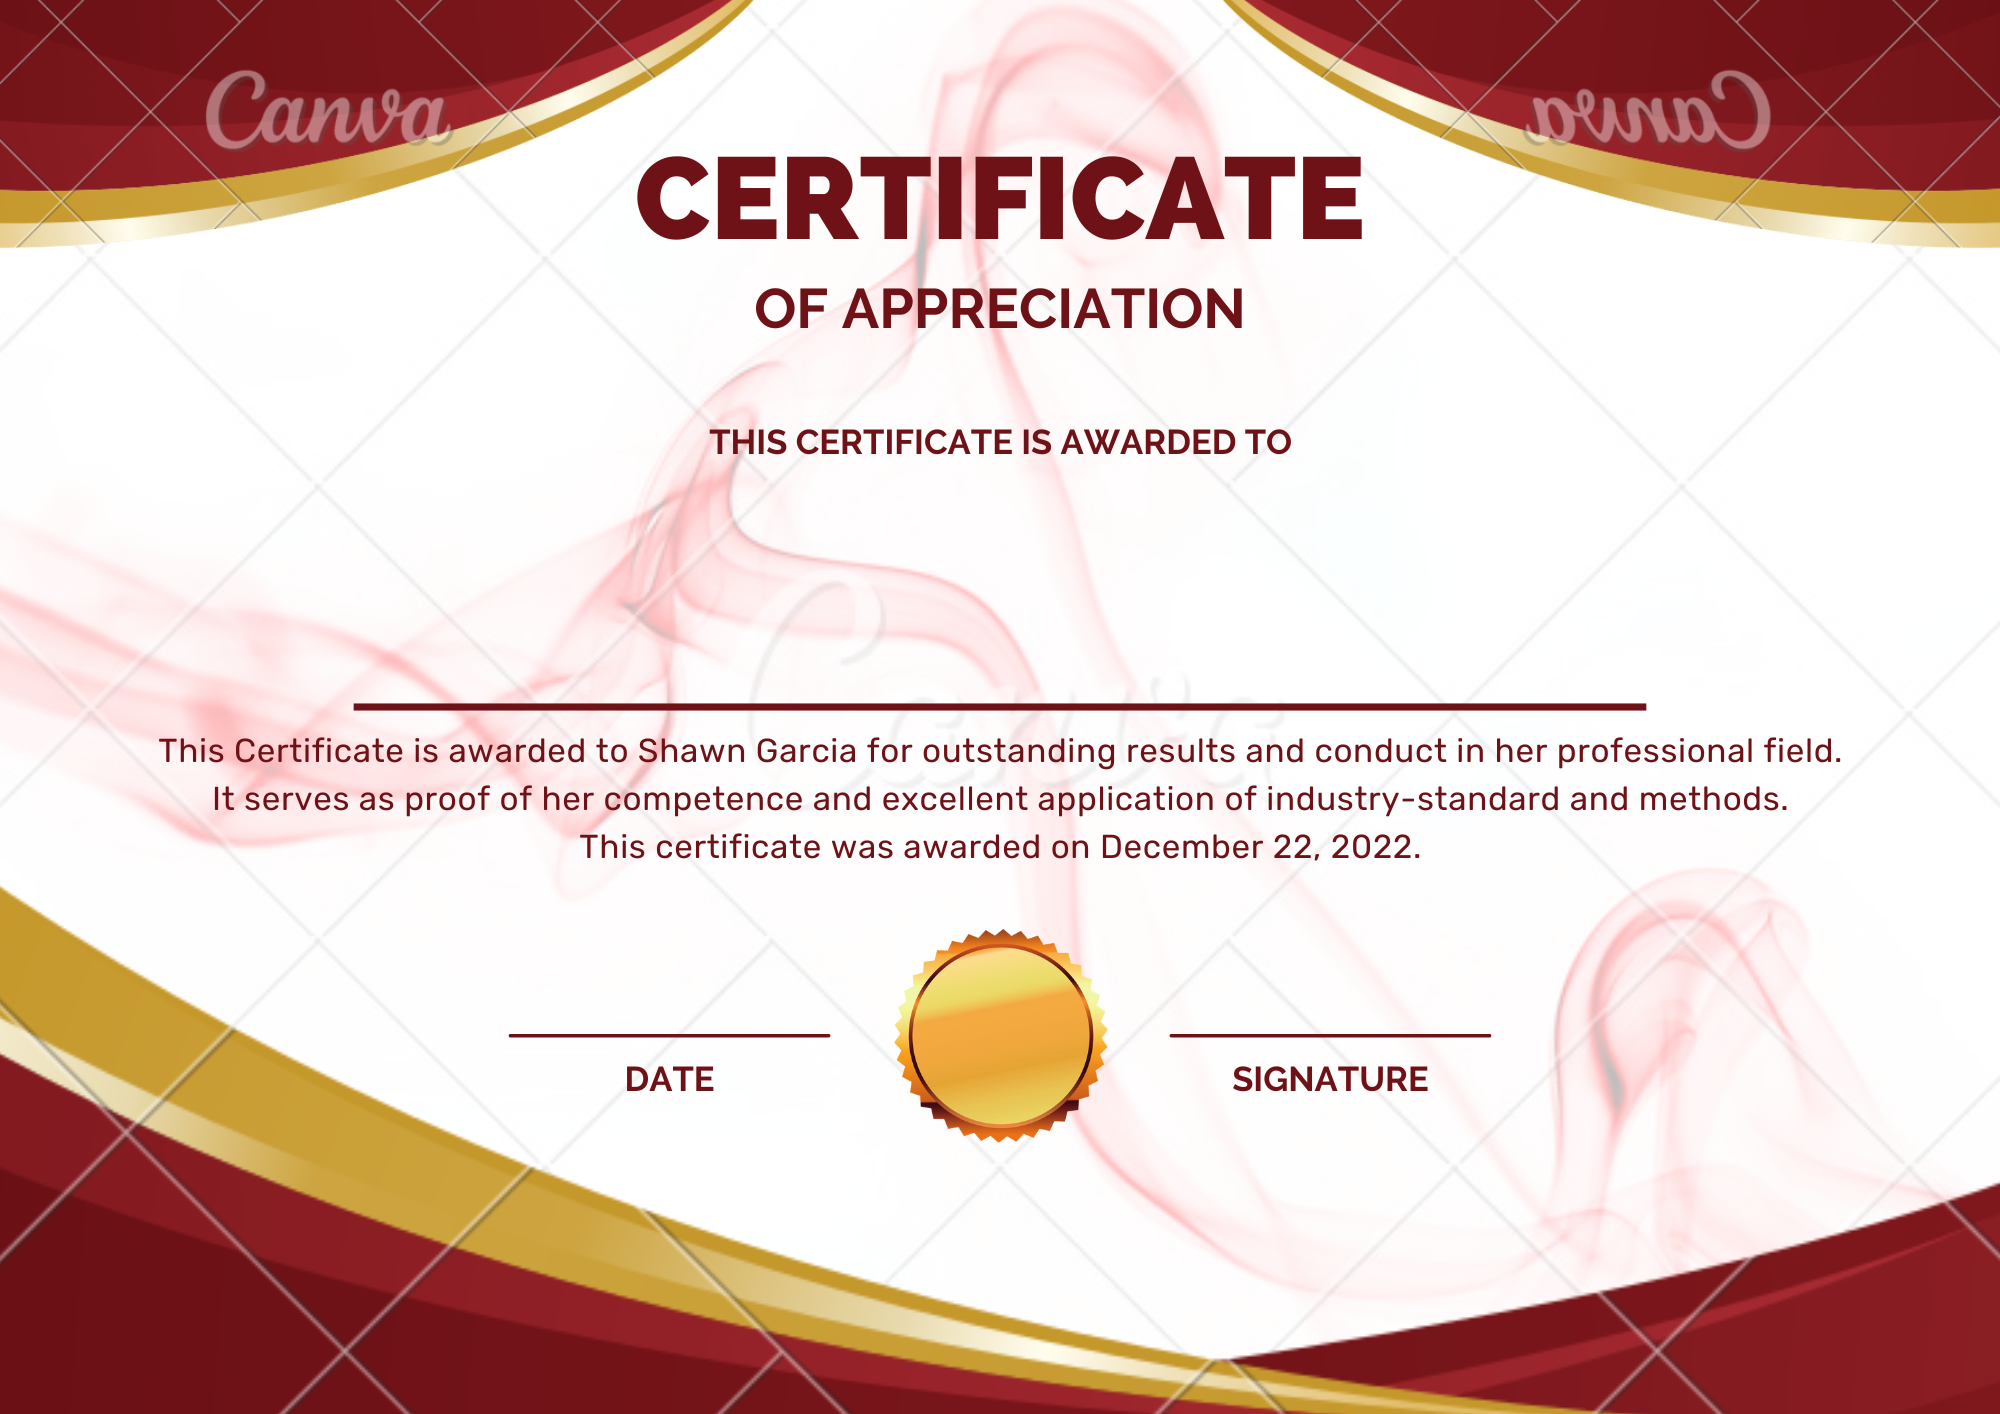 Canva
Canva
CERTIFICATE
OF APPRECIATION
THIS CERTIFICATE IS AWARDED TO
Canva
This Certificate is awarded to Shawn Garcia for outstanding results and conduct in her professional field.
It serves as proof of her competence and excellent application of industry-standard and methods.
This certificate was awarded on December 22, 2022.
DATE
SIGNATURE